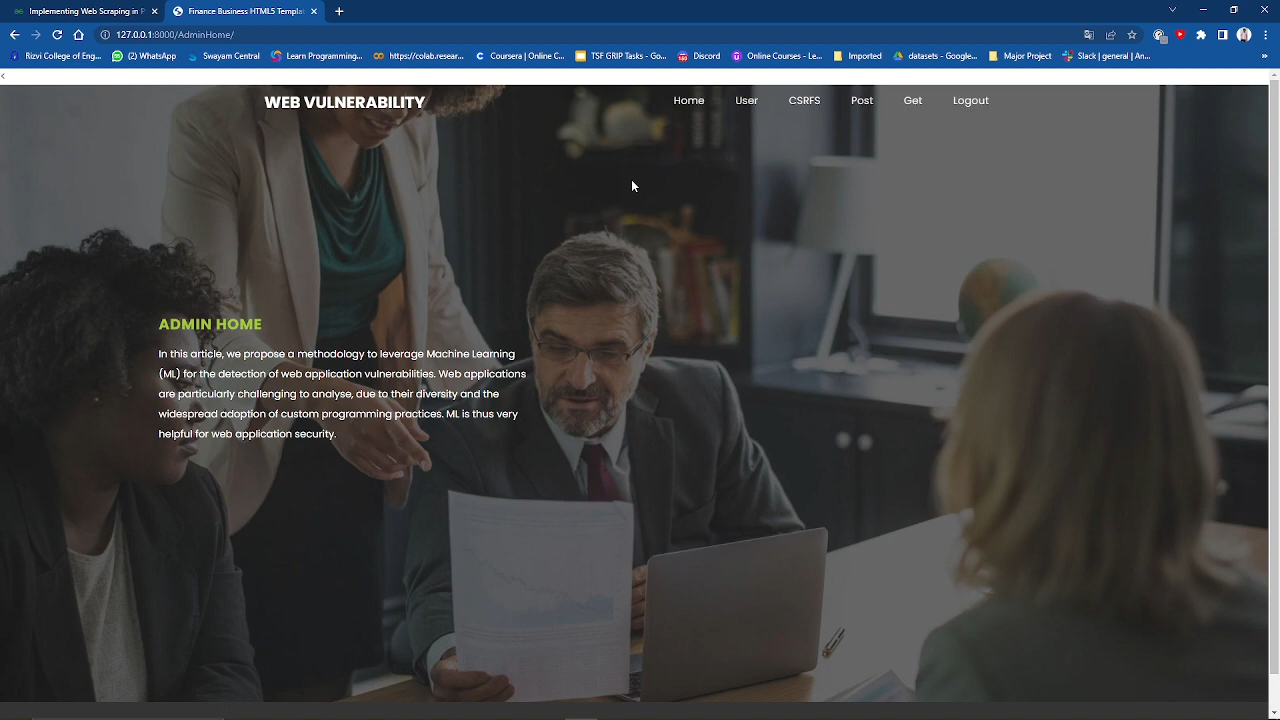 Implementing Web Scraping in P
Finance Business HTML5 Templat
127.0.0.1:8000/AdminHome/
Rizvi College of Eng...
(2) WhatsApp
Swayam Central
Learn Programming...
https://colab.resear...
Coursera | Online C...
TSF GRIP Tasks - Go...
Discord
Online Courses - Le...
Imported
datasets - Google...
Major Project
Slack | general | An...
»
<
WEB VULNERABILITY
Home
User
CSRFS
Post
Get
Logout
ADMIN HOME
In this article, we propose a methodology to leverage Machine Learning
(ML) for the detection of web application vulnerabilities. Web applications
are particularly challenging to analyse, due to their diversity and the
widespread adoption of custom programming practices. ML is thus very
helpful for web application security.